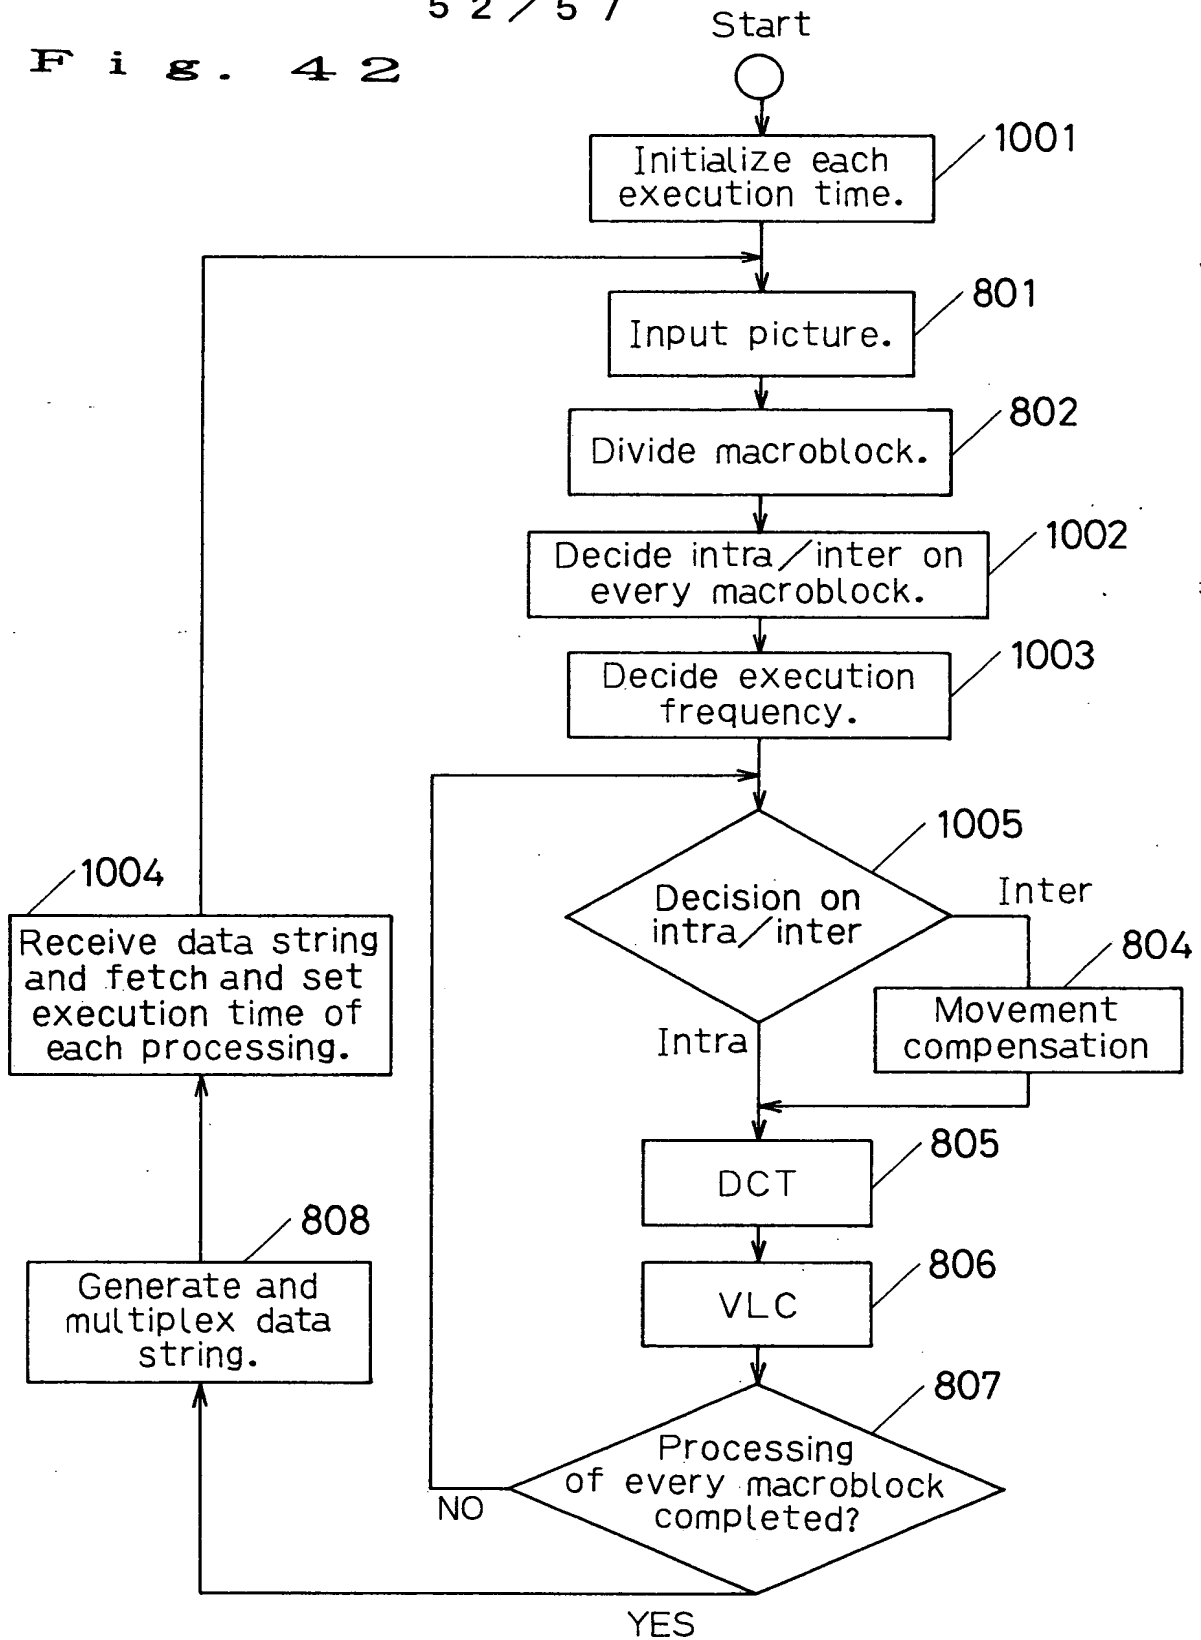 52/57
Fig. 42
Start
1001
Initialize each
execution time.
801
Input picture.
802
Divide macroblock.
1002
Decide intra/inter on
every macroblock.
1003
Decide execution
frequency.
1005
Decision on
intra/inter
Inter
804
Movement
compensation
Intra
1004
Receive data string
and fetch and set
execution time of
each processing.
805
DCT
808
Generate and
multiplex data
string.
806
VLC
807
Processing
of every macroblock
completed?
NO
YES